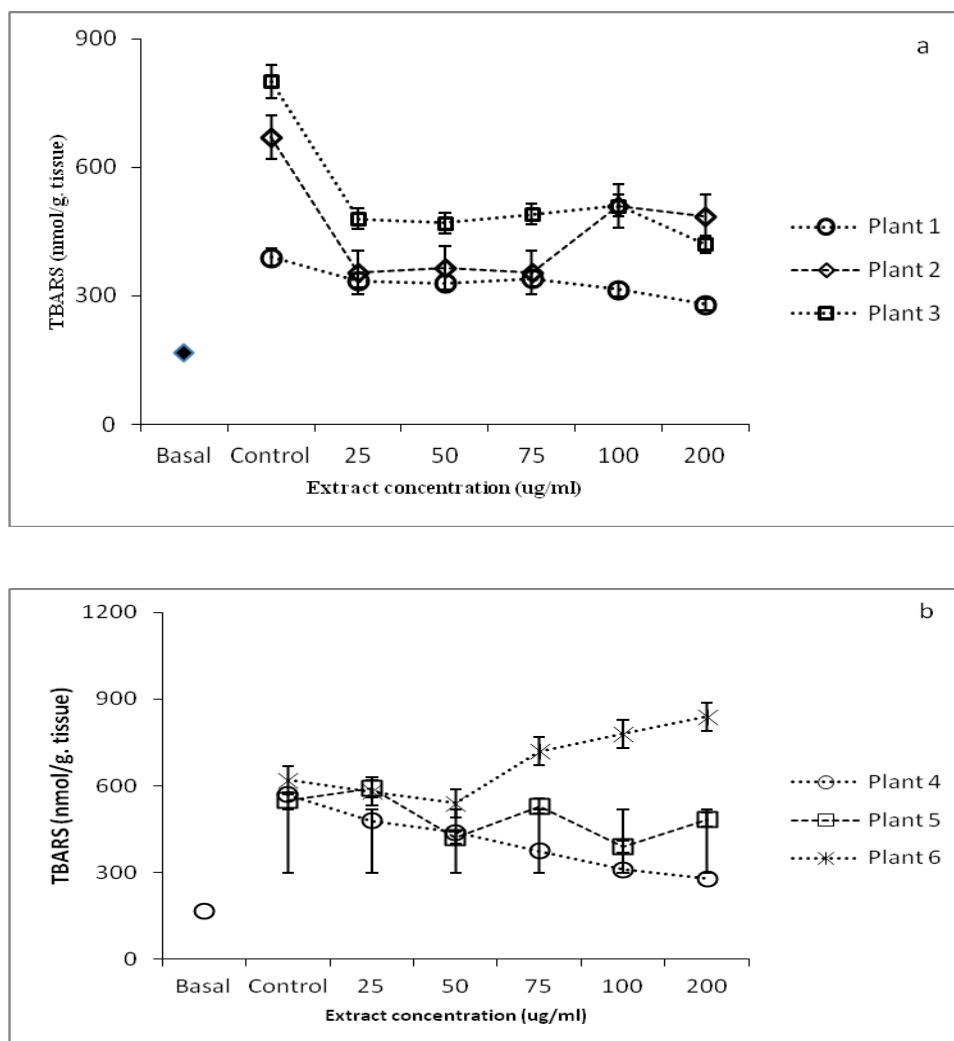 a
900
600
300
0
TBARS (nmol/g. tissue)
Basal Control 25 50 75 100 200
Extract concentration (ug/ml)
Plant 1
Plant 2
Plant 3
b
1200
900
600
300
0
TBARS (nmol/g. tissue)
Basal Control 25 50 75 100 200
Extract concentration (ug/ml)
Plant 4
Plant 5
Plant 6